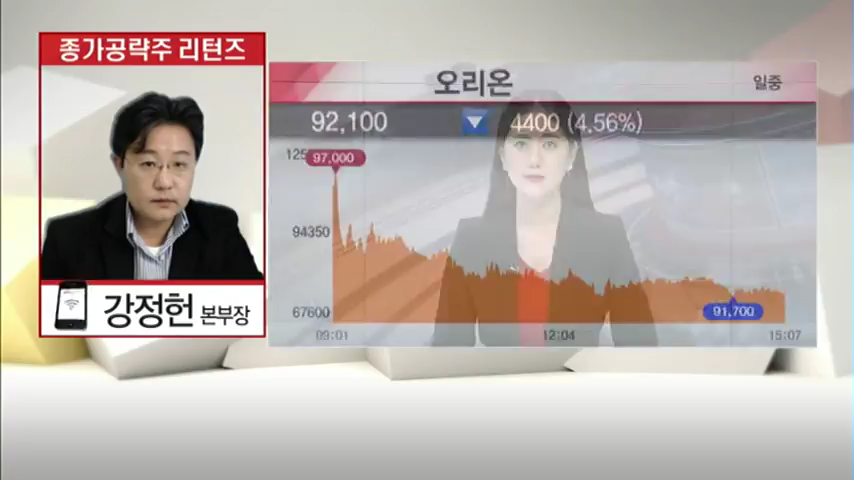 종가공략주 리턴즈
강정헌 본부장
오리온
일중
92,100 ▼ 4400 (4.56%)
97,000
94350
67600
91,700
09:01 12:04 15:07